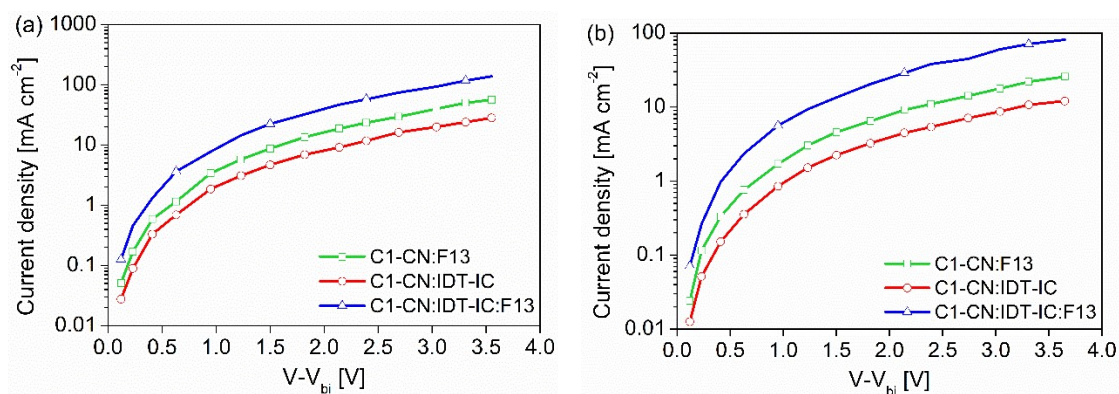 (a)
1000
100
10
1
0.1
0.01
Current density [mA cm⁻²]
C1-CN:F13
C1-CN:IDT-IC
C1-CN:IDT-IC:F13
0.0 0.5 1.0 1.5 2.0 2.5 3.0 3.5 4.0
V-V_bi [V]
(b)
100
10
1
0.1
0.01
Current density [mA cm⁻²]
C1-CN:F13
C1-CN:IDT-IC
C1-CN:IDT-IC:F13
0.0 0.5 1.0 1.5 2.0 2.5 3.0 3.5 4.0
V-V_bi [V]